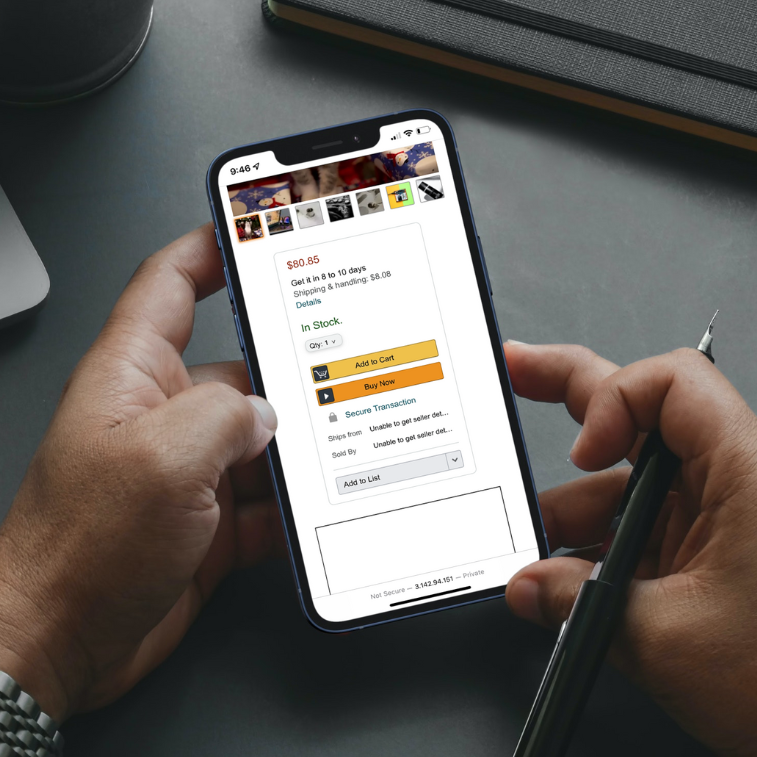 9:46
$80.85
Get it in 8 to 10 days
Shipping & handling: $8.08
Details
In Stock.
Qty: 1
Add to Cart
Buy Now
Secure Transaction
Ships from Unable to get seller det...
Sold By Unable to get seller det...
Add to List
Not Secure — 3.142.94.151 — Private